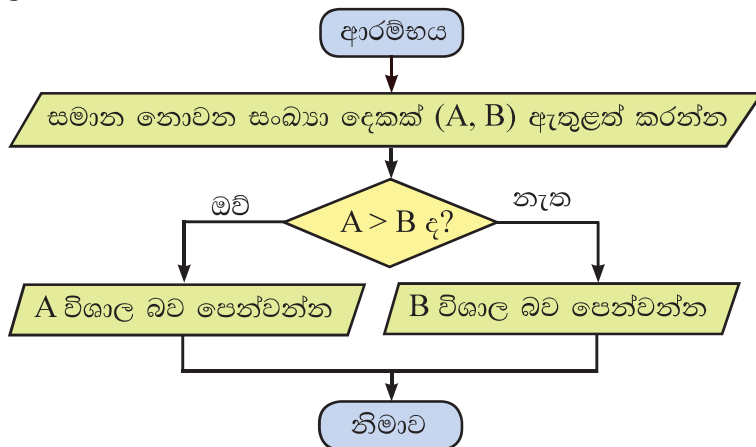 ආරම්භය
සමාන නොවන සංඛ්‍යා දෙකක් (A, B) ඇතුළත් කරන්න
ඔව්
නැත
A > B ද?
A විශාල බව පෙන්වන්න
B විශාල බව පෙන්වන්න
නිමාව